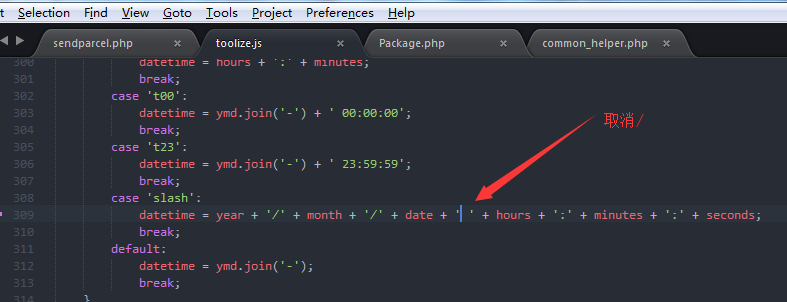 t Selection Find View Goto Tools Project Preferences Help
sendparcel.php × toolize.js × Package.php × common_helper.php ×
300 datetime = hours + ':' + minutes;
301 break;
302 case 't00':
303 datetime = ymd.join('-') + ' 00:00:00';
304 break;
305 case 't23':
306 datetime = ymd.join('-') + ' 23:59:59';
307 break;
308 case 'slash':
309 datetime = year + '/' + month + '/' + date + ' ' + hours + ':' + minutes + ':' + seconds;
310 break;
311 default:
312 datetime = ymd.join('-');
313 break;
314 }
取消/